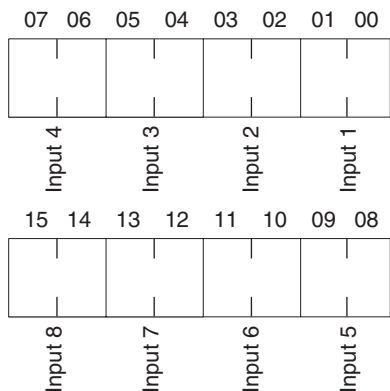 07 06 05 04 03 02 01 00
Input 4 Input 3 Input 2 Input 1
15 14 13 12 11 10 09 08
Input 8 Input 7 Input 6 Input 5